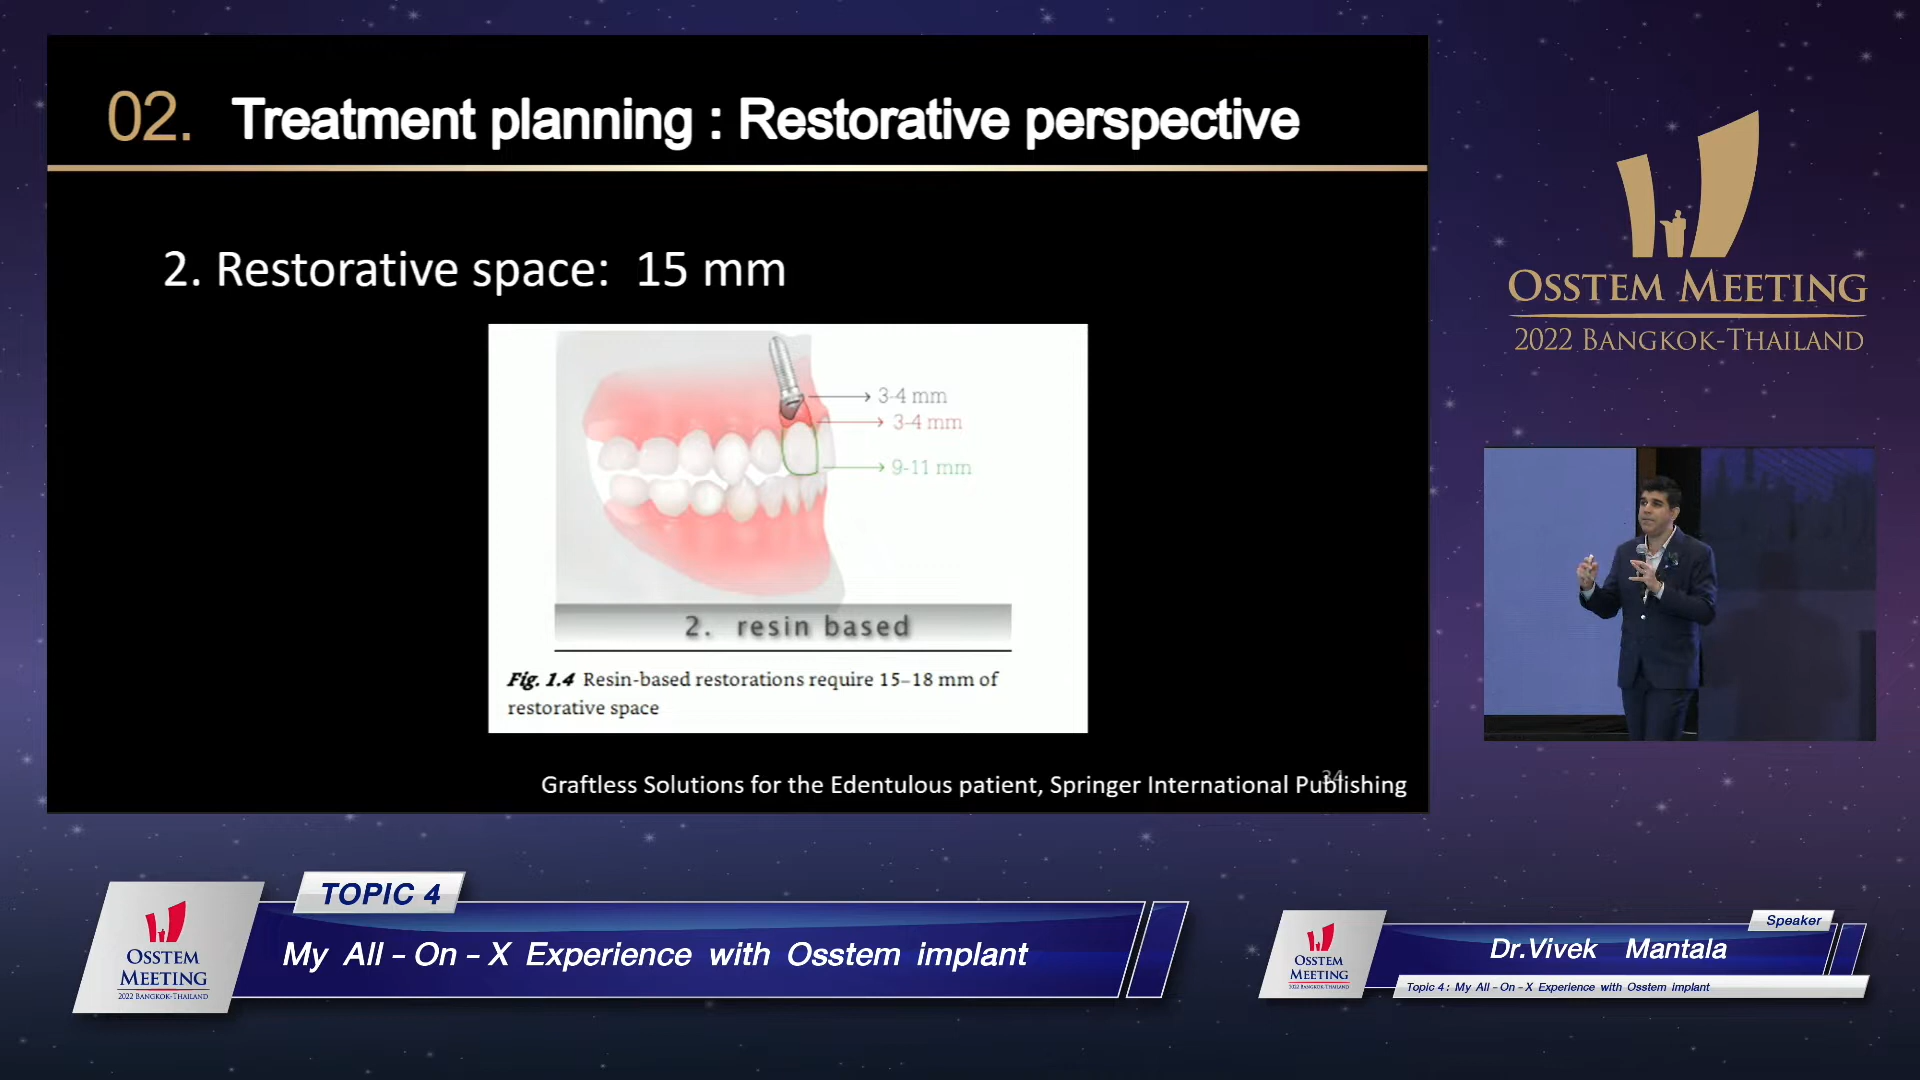 02. Treatment planning : Restorative perspective
2. Restorative space: 15 mm
3-4 mm
3-4 mm
9-11 mm
2. resin based
Fig. 1.4 Resin-based restorations require 15–18 mm of
restorative space
34
Graftless Solutions for the Edentulous patient, Springer International Publishing
OSSTEM MEETING
2022 BANGKOK-THAILAND
TOPIC 4
My All - On - X Experience with Osstem implant
OSSTEM
MEETING
2022 BANGKOK-THAILAND
Speaker
Dr.Vivek Mantala
Topic 4 : My All - On - X Experience with Osstem implant
OSSTEM
MEETING
2022 BANGKOK-THAILAND